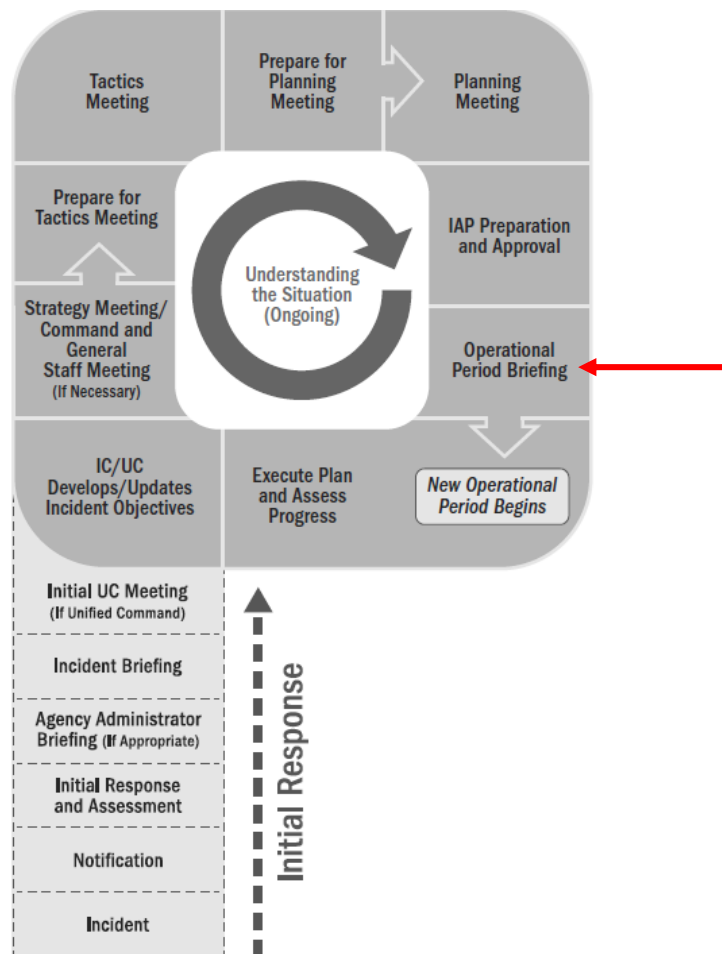 Tactics
Meeting
Prepare for
Planning
Meeting
Planning
Meeting
Prepare for
Tactics Meeting
IAP Preparation
and Approval
Understanding
the Situation
(Ongoing)
Strategy Meeting/
Command and
General
Staff Meeting
(If Necessary)
Operational
Period Briefing
IC/UC
Develops/Updates
Incident Objectives
Execute Plan
and Assess
Progress
New Operational
Period Begins
Initial UC Meeting
(If Unified Command)
Incident Briefing
Agency Administrator
Briefing (If Appropriate)
Initial Response
and Assessment
Notification
Incident
Initial Response